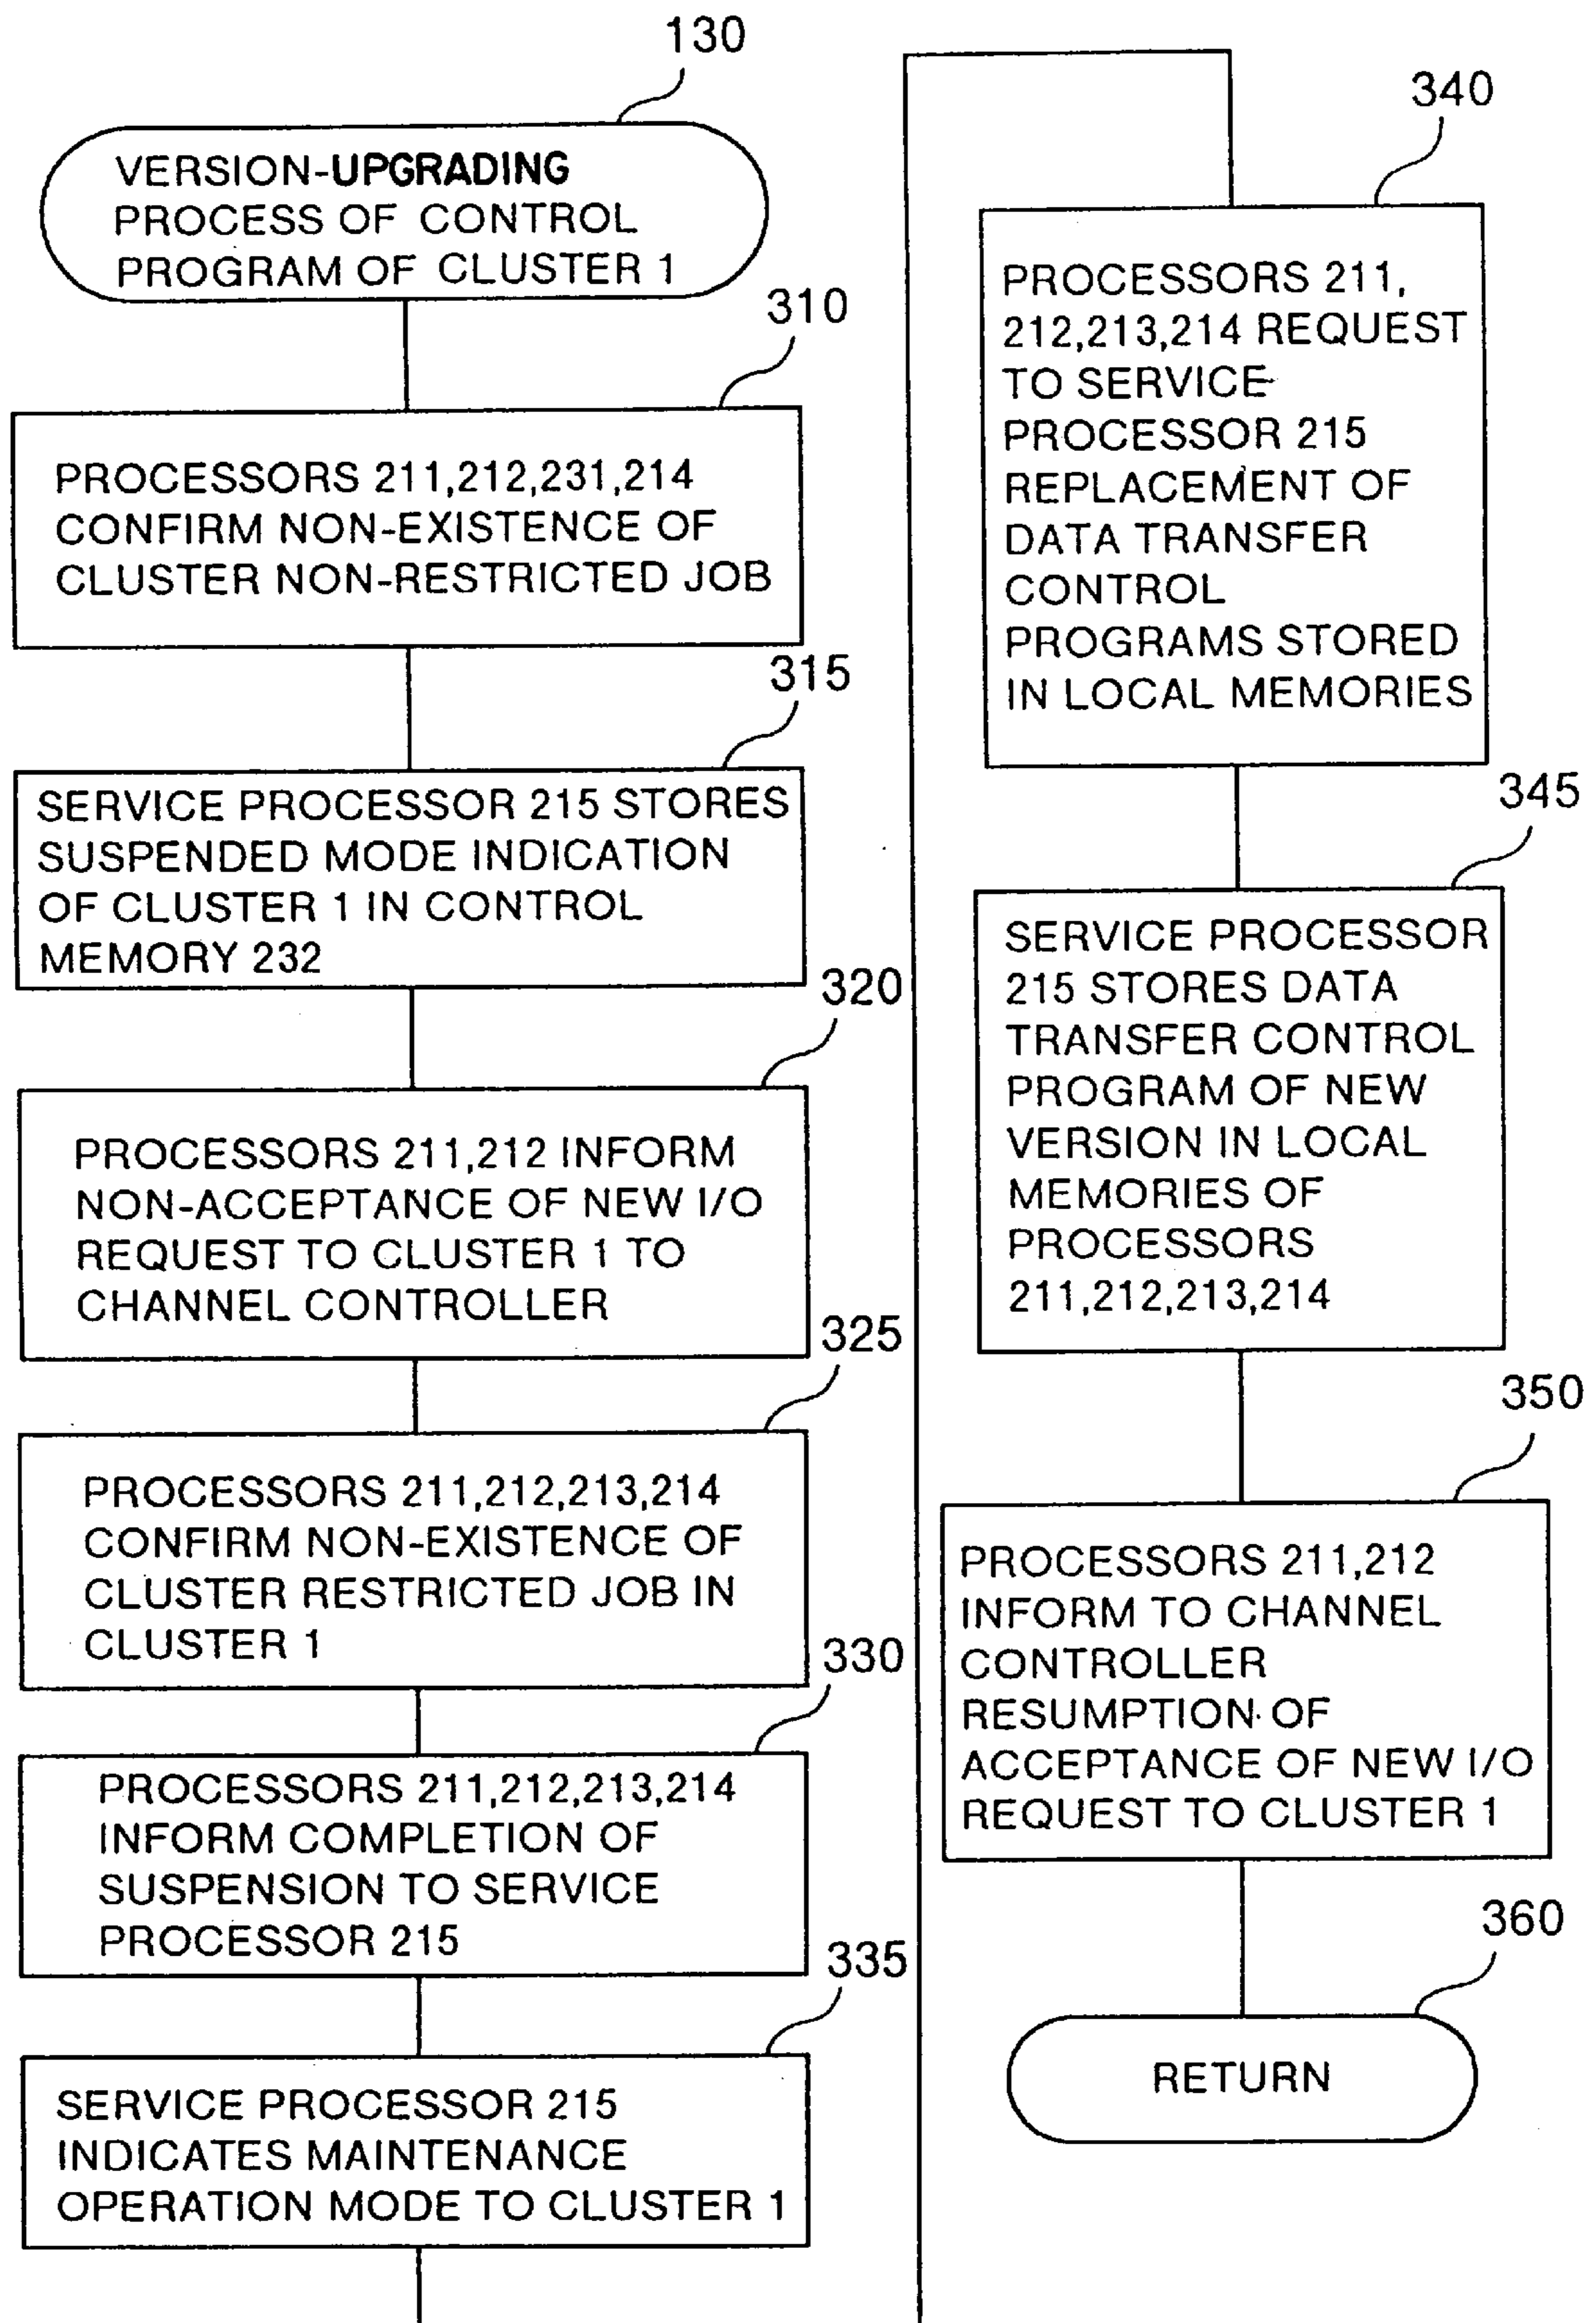 130
VERSION-UPGRADING
PROCESS OF CONTROL
PROGRAM OF CLUSTER 1
310
PROCESSORS 211,212,231,214
CONFIRM NON-EXISTENCE OF
CLUSTER NON-RESTRICTED JOB
315
SERVICE PROCESSOR 215 STORES
SUSPENDED MODE INDICATION
OF CLUSTER 1 IN CONTROL
MEMORY 232
320
PROCESSORS 211,212 INFORM
NON-ACCEPTANCE OF NEW I/O
REQUEST TO CLUSTER 1 TO
CHANNEL CONTROLLER
325
PROCESSORS 211,212,213,214
CONFIRM NON-EXISTENCE OF
CLUSTER RESTRICTED JOB IN
CLUSTER 1
330
PROCESSORS 211,212,213,214
INFORM COMPLETION OF
SUSPENSION TO SERVICE
PROCESSOR 215
335
SERVICE PROCESSOR 215
INDICATES MAINTENANCE
OPERATION MODE TO CLUSTER 1
340
PROCESSORS 211,
212,213,214 REQUEST
TO SERVICE
PROCESSOR 215
REPLACEMENT OF
DATA TRANSFER
CONTROL
PROGRAMS STORED
IN LOCAL MEMORIES
345
SERVICE PROCESSOR
215 STORES DATA
TRANSFER CONTROL
PROGRAM OF NEW
VERSION IN LOCAL
MEMORIES OF
PROCESSORS
211,212,213,214
350
PROCESSORS 211,212
INFORM TO CHANNEL
CONTROLLER
RESUMPTION OF
ACCEPTANCE OF NEW I/O
REQUEST TO CLUSTER 1
360
RETURN